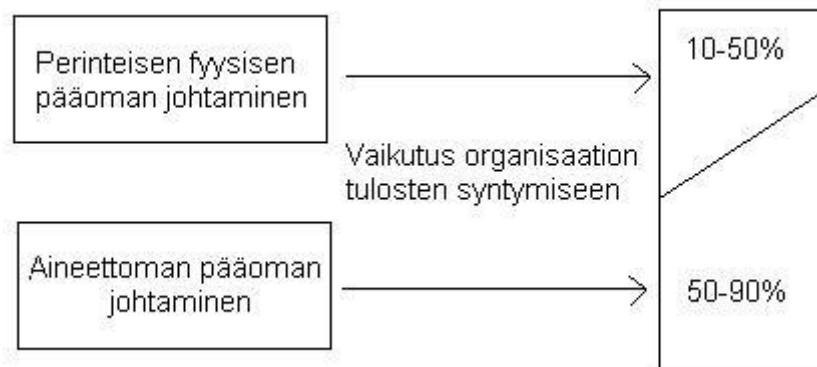 Perinteisen fyysisen
pääoman johtaminen
10-50%
Vaikutus organisaation
tulosten syntymiseen
Aineettoman pääoman
johtaminen
50-90%